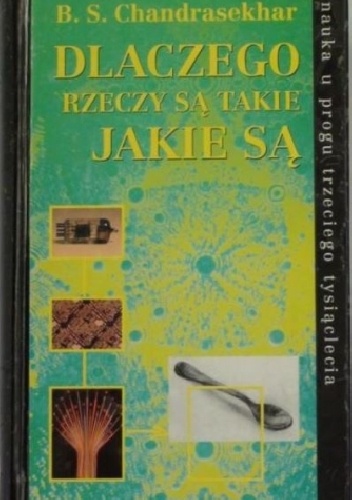 B. S. Chandrasekhar
DLACZEGO
RZECZY SĄ TAKIE
JAKIE SĄ
nauka u progu trzeciego tysiąclecia